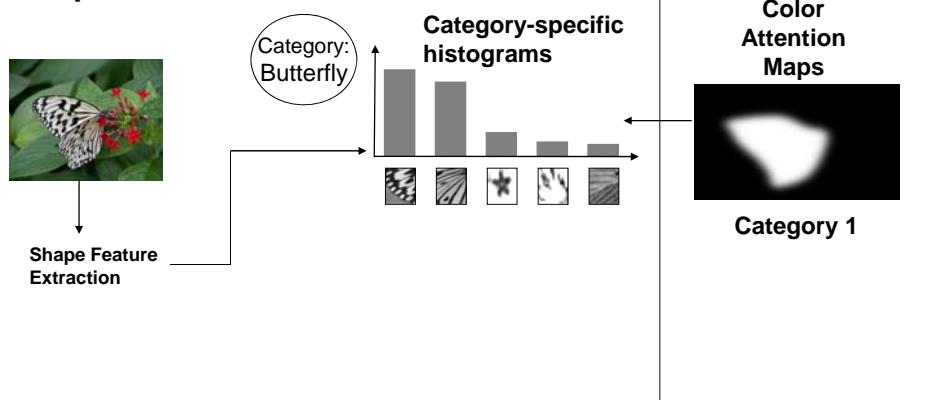 Category-specific
histograms
Category:
Butterfly
Shape Feature
Extraction
Color
Attention
Maps
Category 1